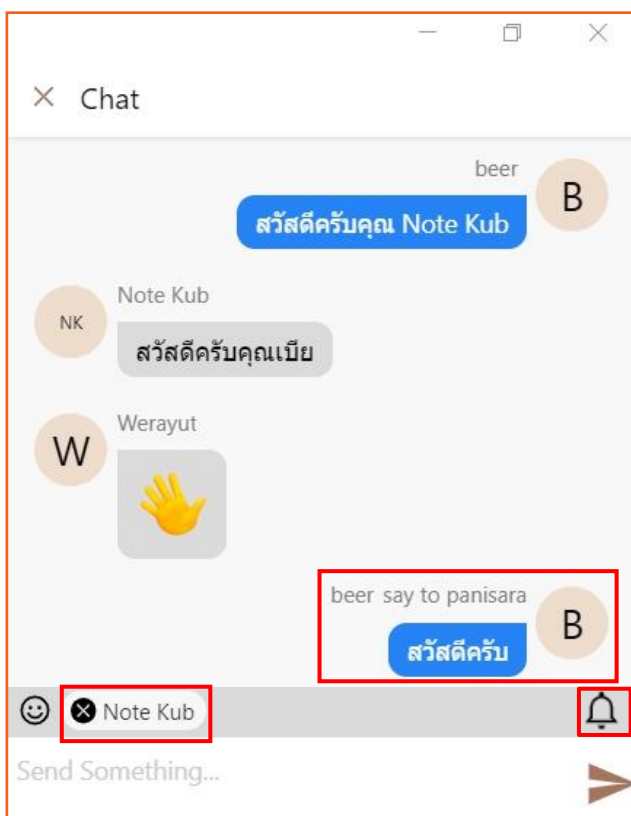 Chat
beer
B
สวัสดีครับคุณ Note Kub
Note Kub
NK
สวัสดีครับคุณเบีย
Werayut
W
beer say to panisara
B
สวัสดีครับ
Note Kub
Send Something...